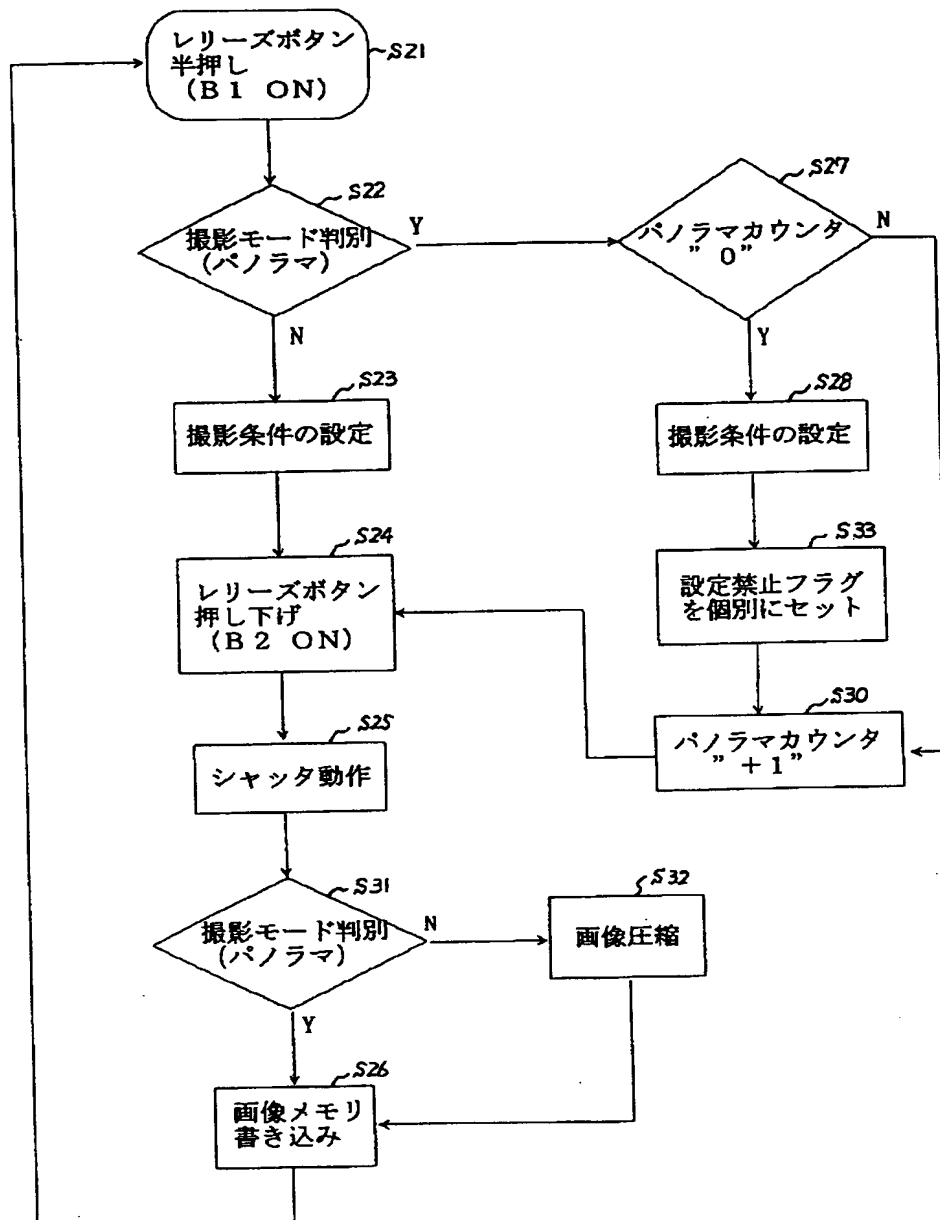 レリーズボタン
半押し
(B1 ON)
S21
S22
撮影モード判別
(パノラマ)
Y
N
S27
パノラマカウンタ
"0"
N
Y
S23
撮影条件の設定
S28
撮影条件の設定
S24
レリーズボタン
押し下げ
(B2 ON)
S33
設定禁止フラグ
を個別にセット
S30
パノラマカウンタ
"+1"
S25
シャッタ動作
S31
撮影モード判別
(パノラマ)
N
Y
S32
画像圧縮
S26
画像メモリ
書き込み